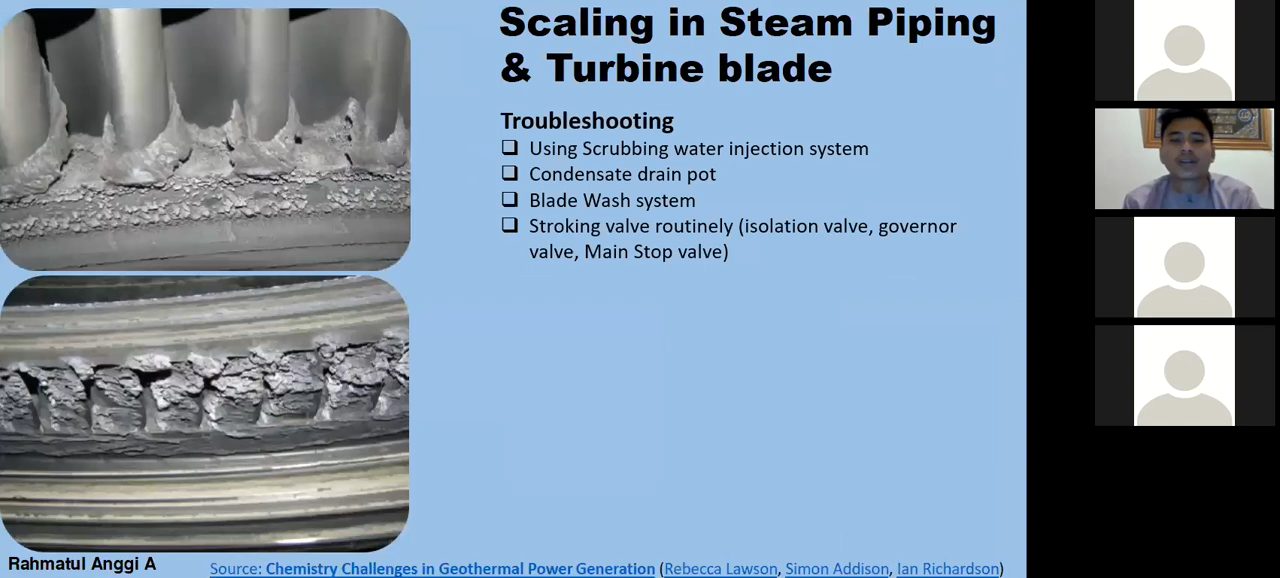 Scaling in Steam Piping
& Turbine blade
Troubleshooting
Using Scrubbing water injection system
Condensate drain pot
Blade Wash system
Stroking valve routinely (isolation valve, governor
valve, Main Stop valve)
Rahmatul Anggi A
Source: Chemistry Challenges in Geothermal Power Generation (Rebecca Lawson, Simon Addison, Ian Richardson)